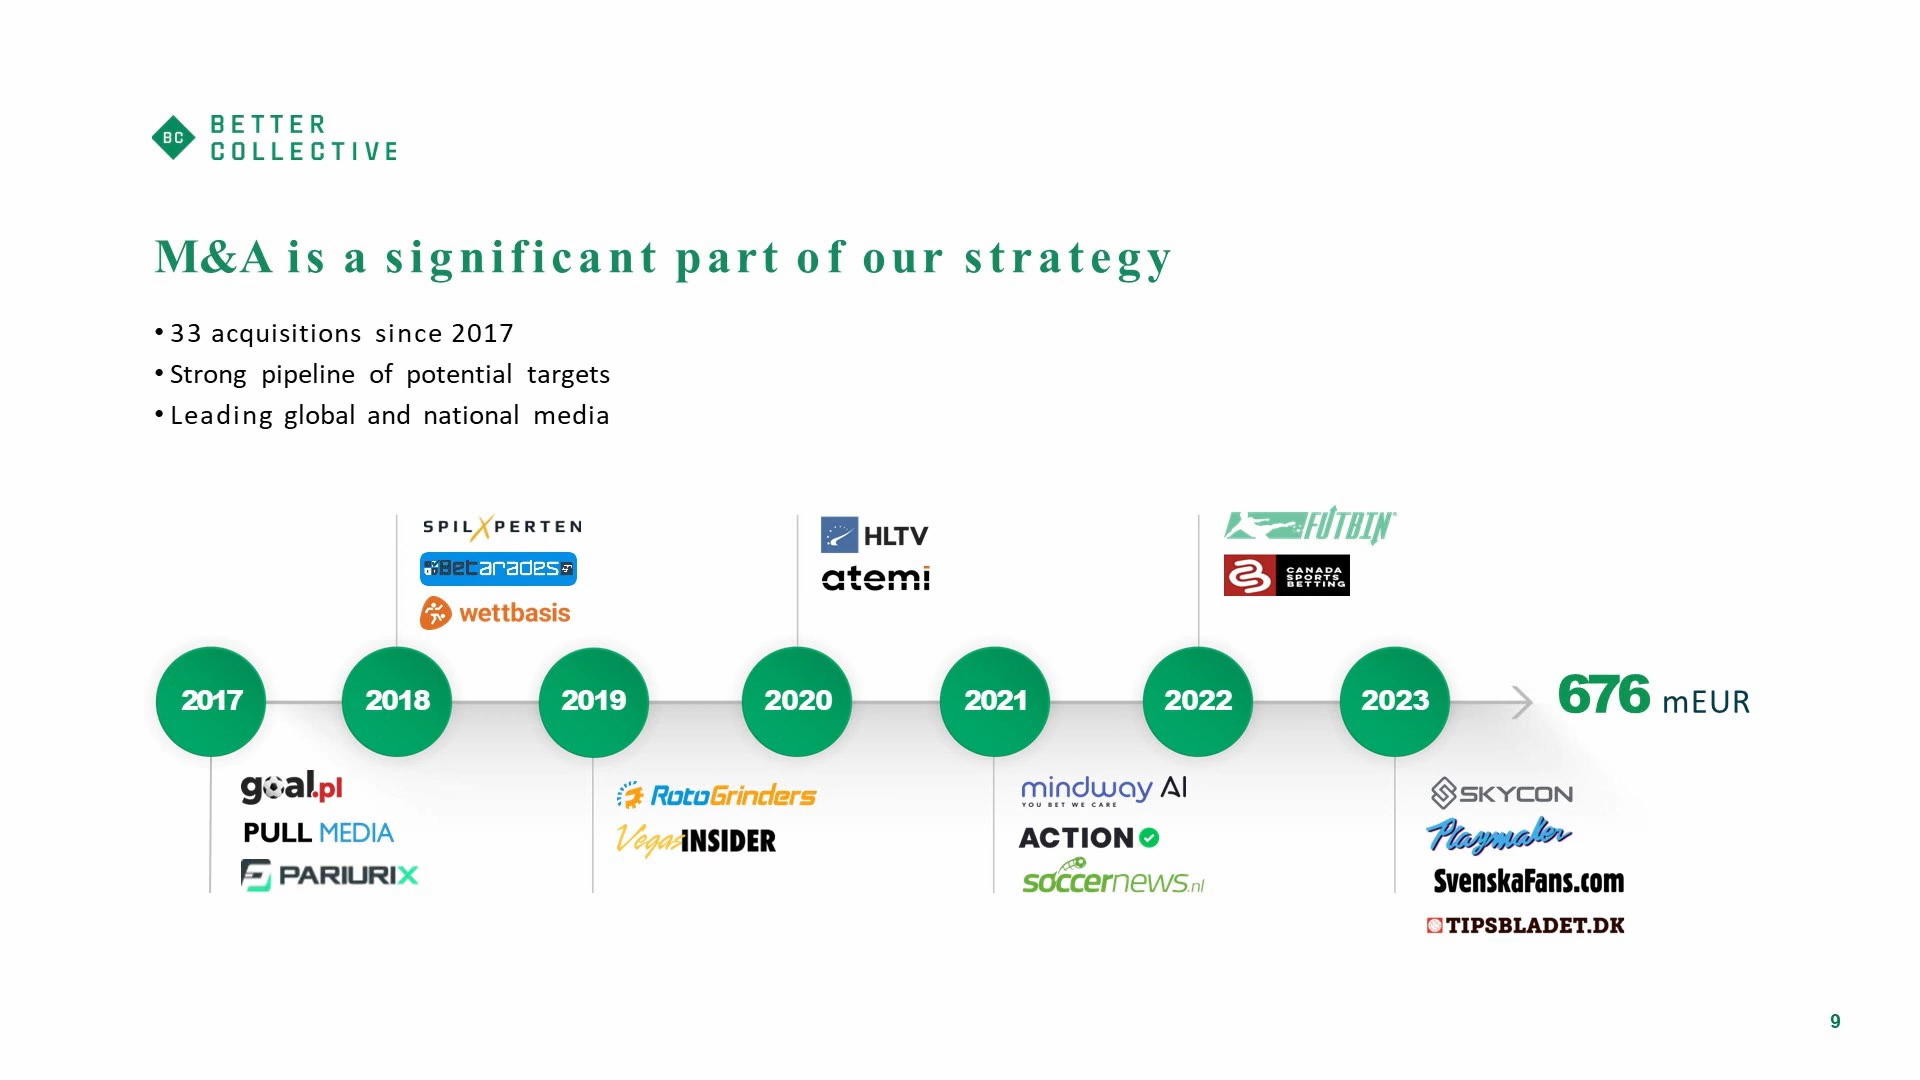 BC
BETTER
COLLECTIVE
M&A is a significant part of our strategy
• 33 acquisitions since 2017
• Strong pipeline of potential targets
• Leading global and national media
SPILXPERTEN
Betarades
wettbasis
HLTV
atemi
FUTBIN
CANADA
SPORTS
BETTING
2017
2018
2019
2020
2021
2022
2023
676 mEUR
goal.pl
PULL MEDIA
PARIURIX
RotoGrinders
VegasINSIDER
mindway AI
YOU BET WE CARE
ACTION
soccernews.nl
SKYCON
Playmaker
SvenskaFans.com
TIPSBLADET.DK
9